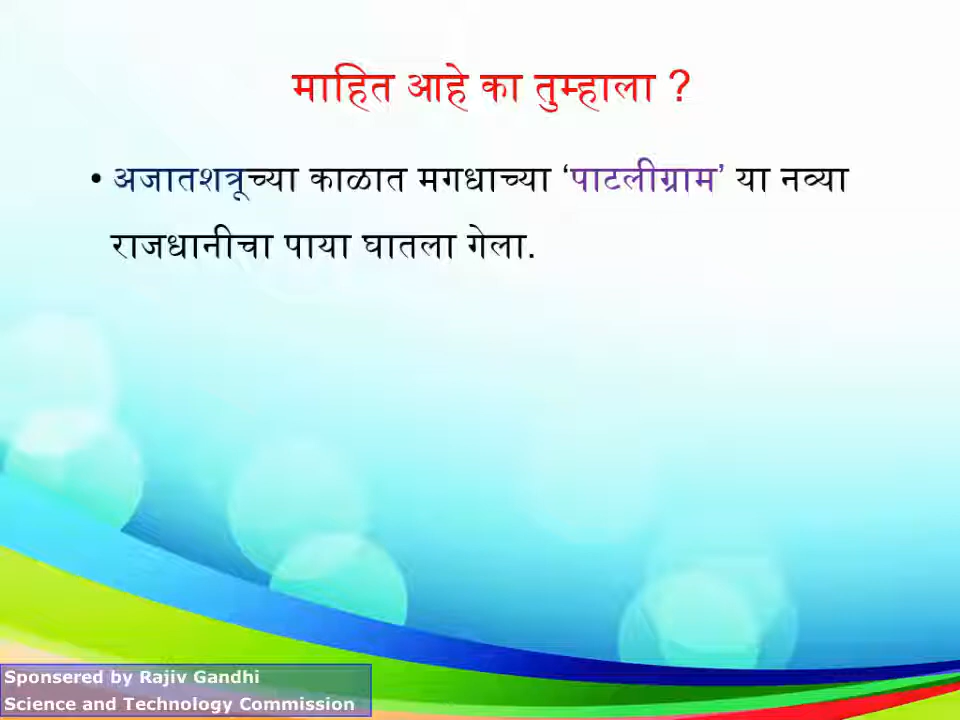 माहित आहे का तुम्हाला ?
• अजातशत्रूच्या काळात मगधाच्या ‘पाटलीग्राम’ या नव्या
राजधानीचा पाया घातला गेला.
Sponsered by Rajiv Gandhi
Science and Technology Commission